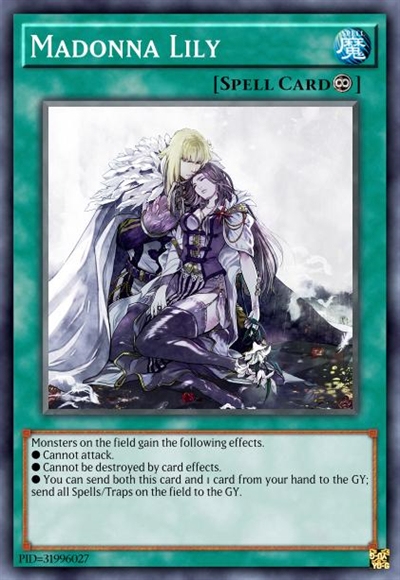 Madonna Lily
SPELL
魔
[Spell Card]
Monsters on the field gain the following effects.
● Cannot attack.
● Cannot be destroyed by card effects.
● You can send both this card and 1 card from your hand to the GY;
send all Spells/Traps on the field to the GY.
PID=31996027